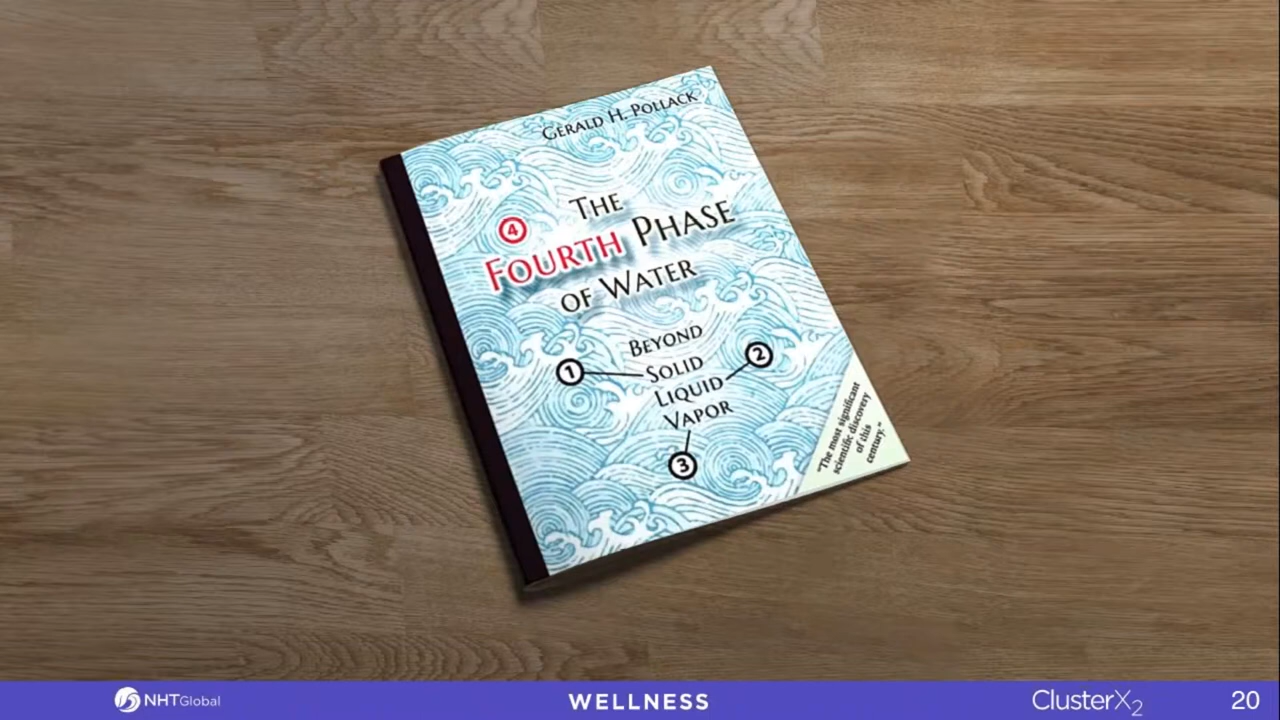 GERALD H. POLLACK
THE
4
FOURTH PHASE
OF WATER
BEYOND
1
SOLID
2
LIQUID
VAPOR
3
"The most significant
scientific discovery
of this
century."
NHTGlobal
WELLNESS
ClusterX2
20